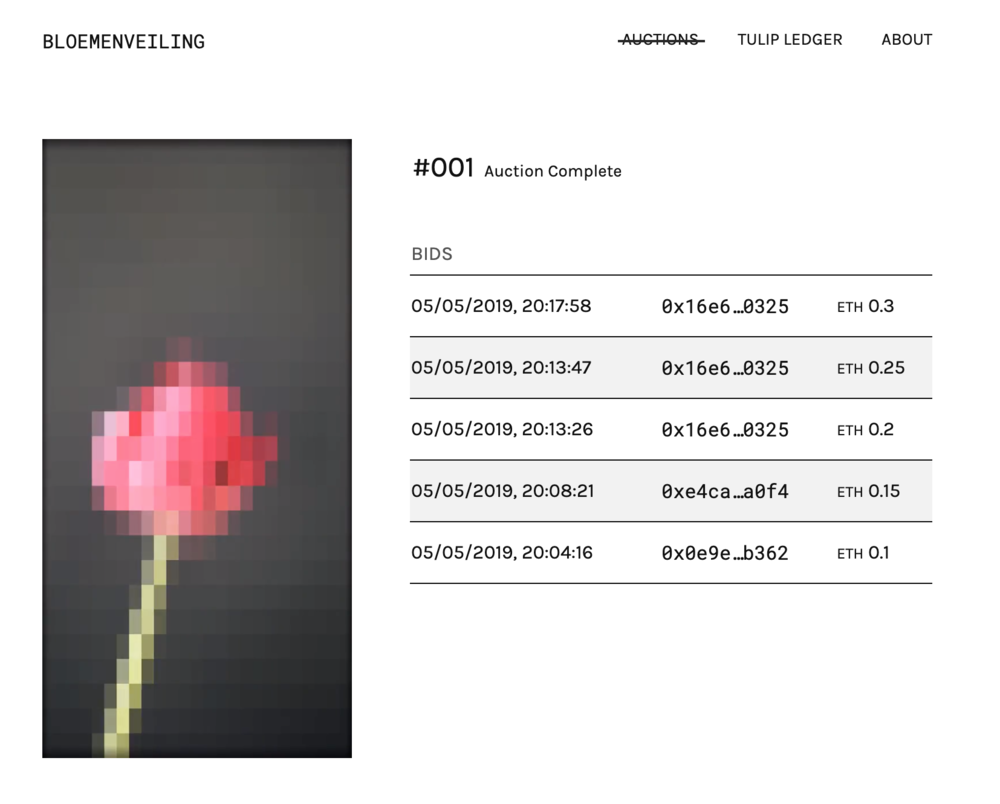 BLOEMENVEILING AUCTIONS TULIP LEDGER ABOUT
#001 Auction Complete
BIDS
05/05/2019, 20:17:58 0x16e6…0325 ETH 0.3
05/05/2019, 20:13:47 0x16e6…0325 ETH 0.25
05/05/2019, 20:13:26 0x16e6…0325 ETH 0.2
05/05/2019, 20:08:21 0xe4ca…a0f4 ETH 0.15
05/05/2019, 20:04:16 0x0e9e…b362 ETH 0.1